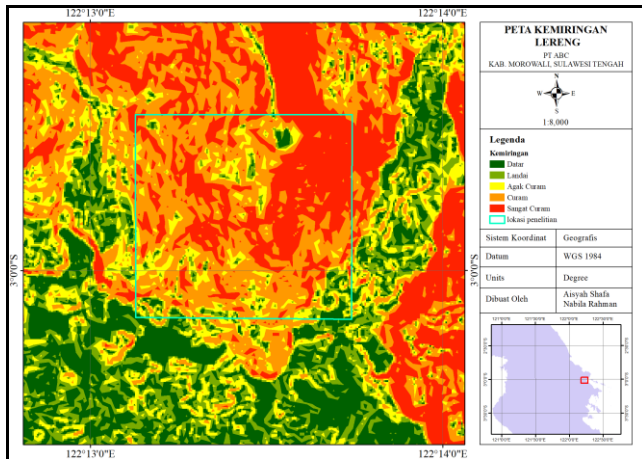 122°13'0"E
122°14'0"E
3°0'0"S
3°0'0"S
122°13'0"E
122°14'0"E
PETA KEMIRINGAN
LERENG
PT ABC
KAB. MOROWALI, SULAWESI TENGAH
N
W E
S
1:8,000
Legenda
Kemiringan
Datar
Landai
Agak Curam
Curam
Sangat Curam
lokasi penelitian
Sistem Koordinat Geografis
Datum WGS 1984
Units Degree
Dibuat Oleh Aisyah Shafa
Nabila Rahman